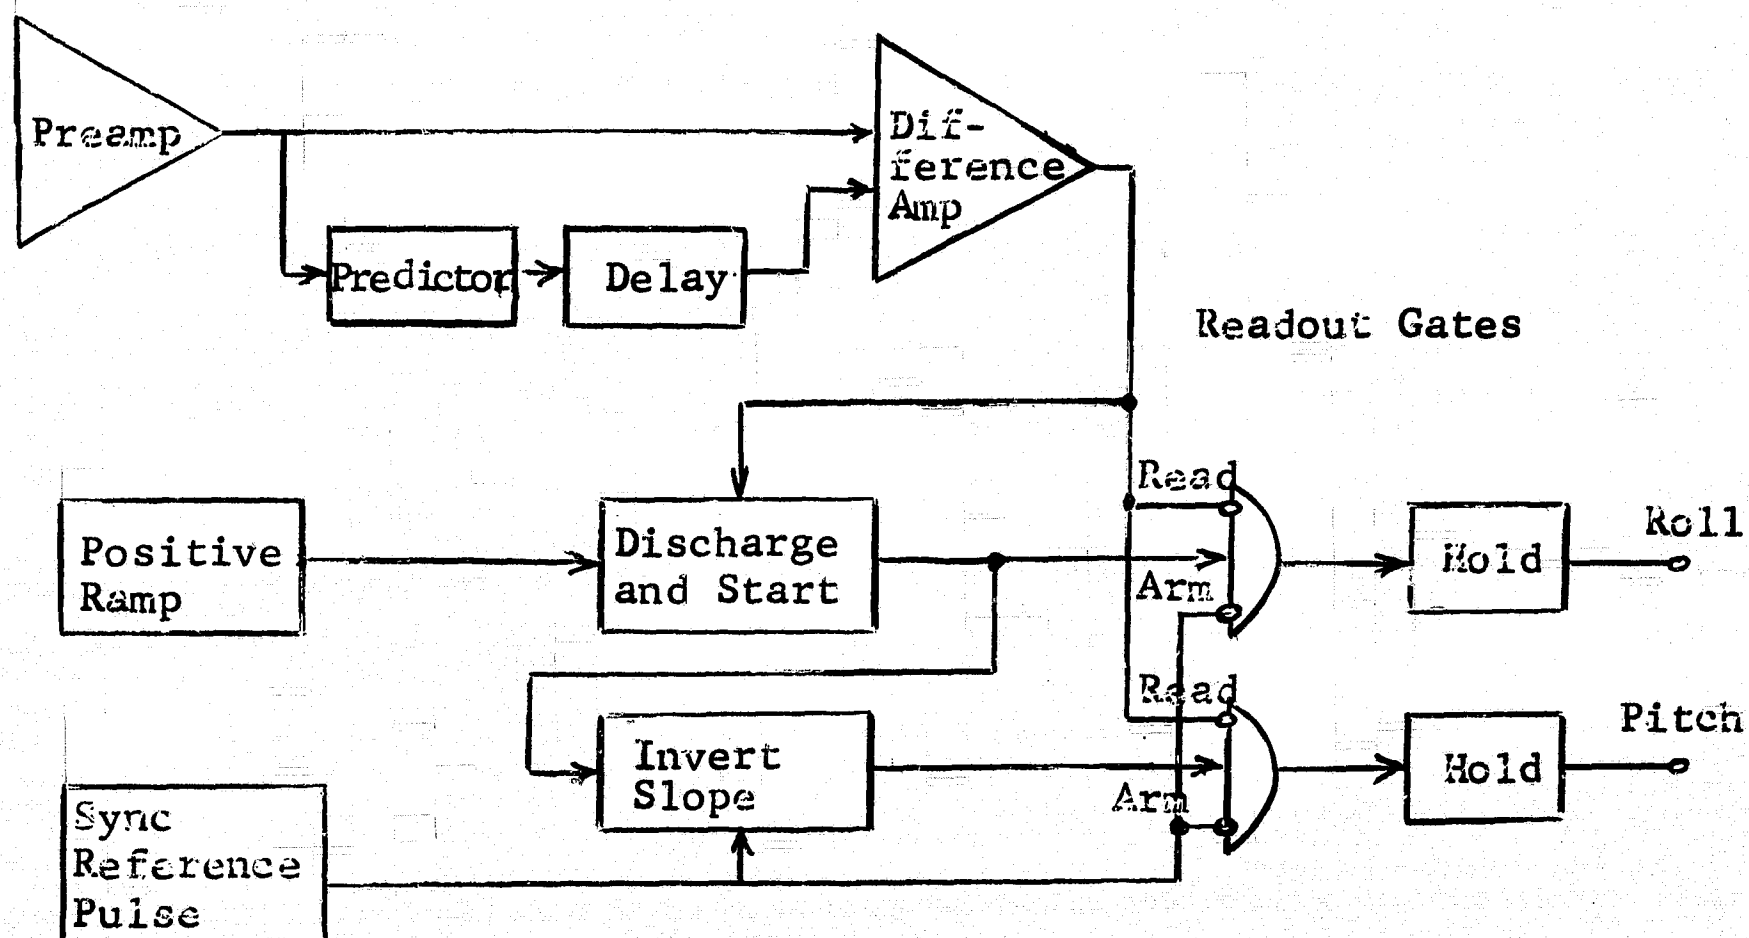 Preamp
Dif-
ference
Amp
Predictor
Delay
Readout Gates
Read
Roll
Positive
Ramp
Discharge
and Start
Hold
Arm
Read
Pitch
Invert
Slope
Hold
Arm
Sync
Reference
Pulse